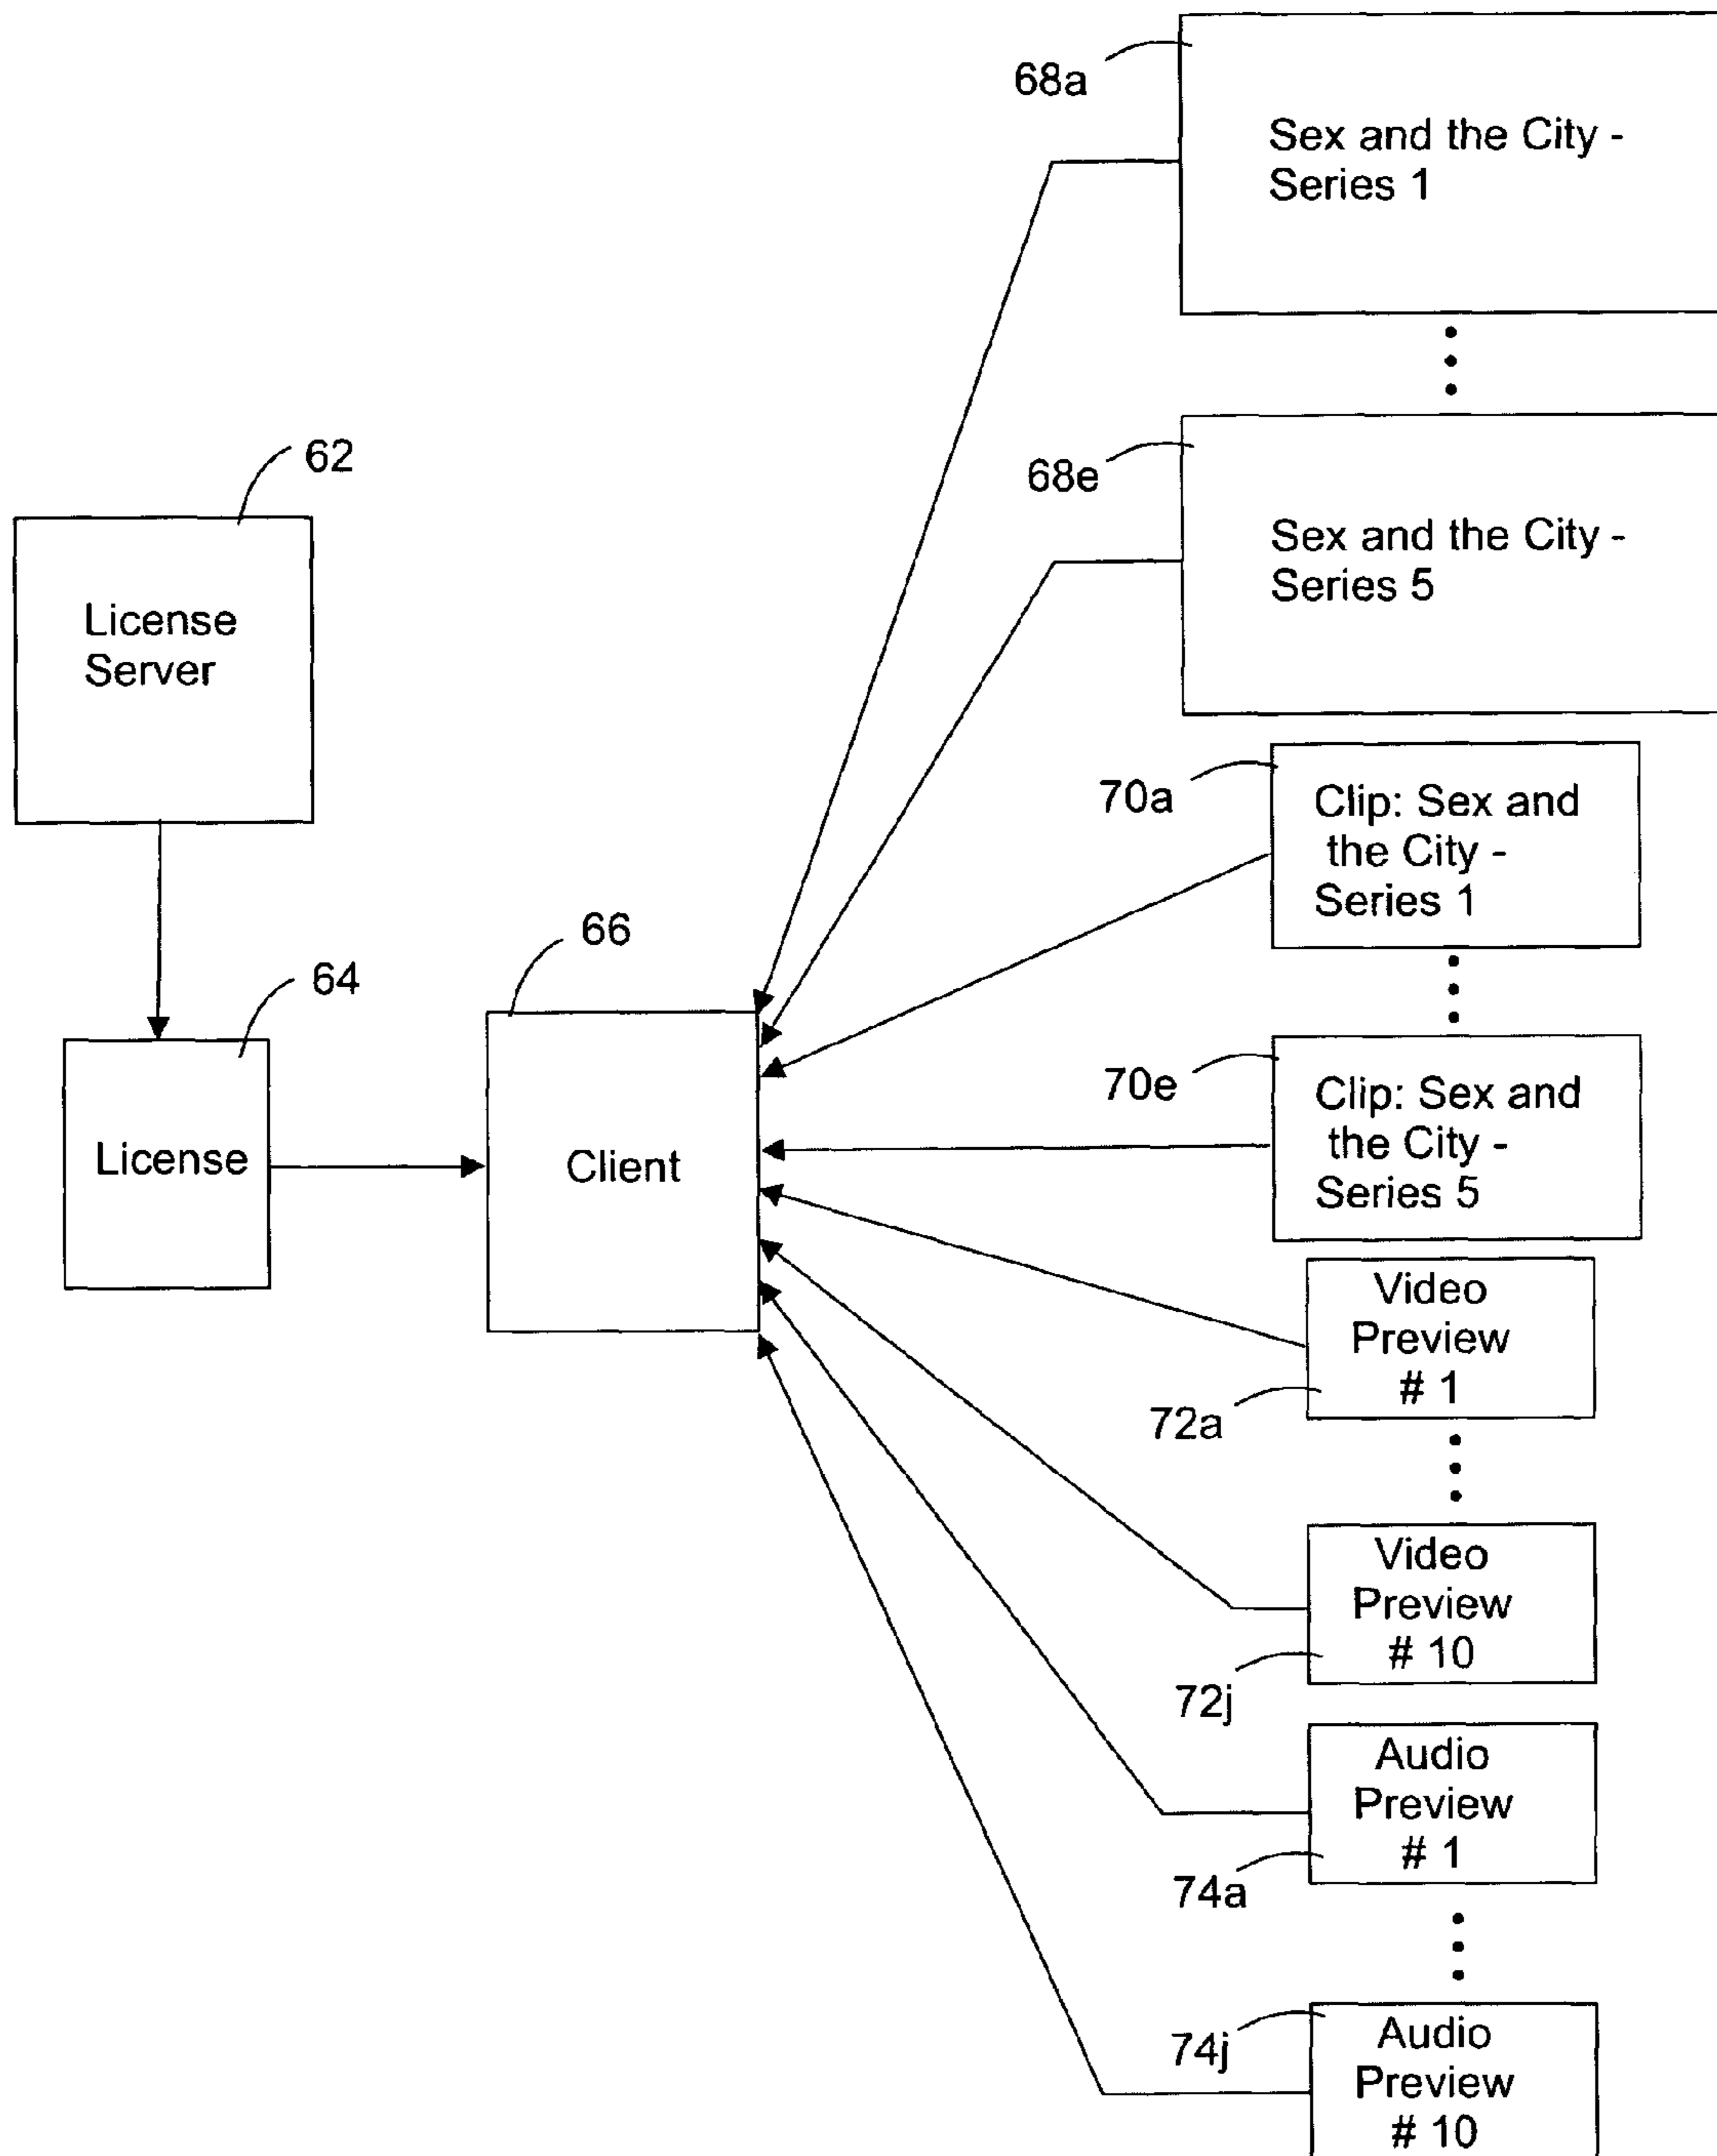 68a
Sex and the City -
Series 1
62
68e
Sex and the City -
Series 5
License
Server
70a
Clip: Sex and
the City -
Series 1
66
64
70e
Clip: Sex and
the City -
Series 5
License
Client
Video
Preview
# 1
72a
Video
Preview
# 10
72j
Audio
Preview
# 1
74a
74j
Audio
Preview
# 10